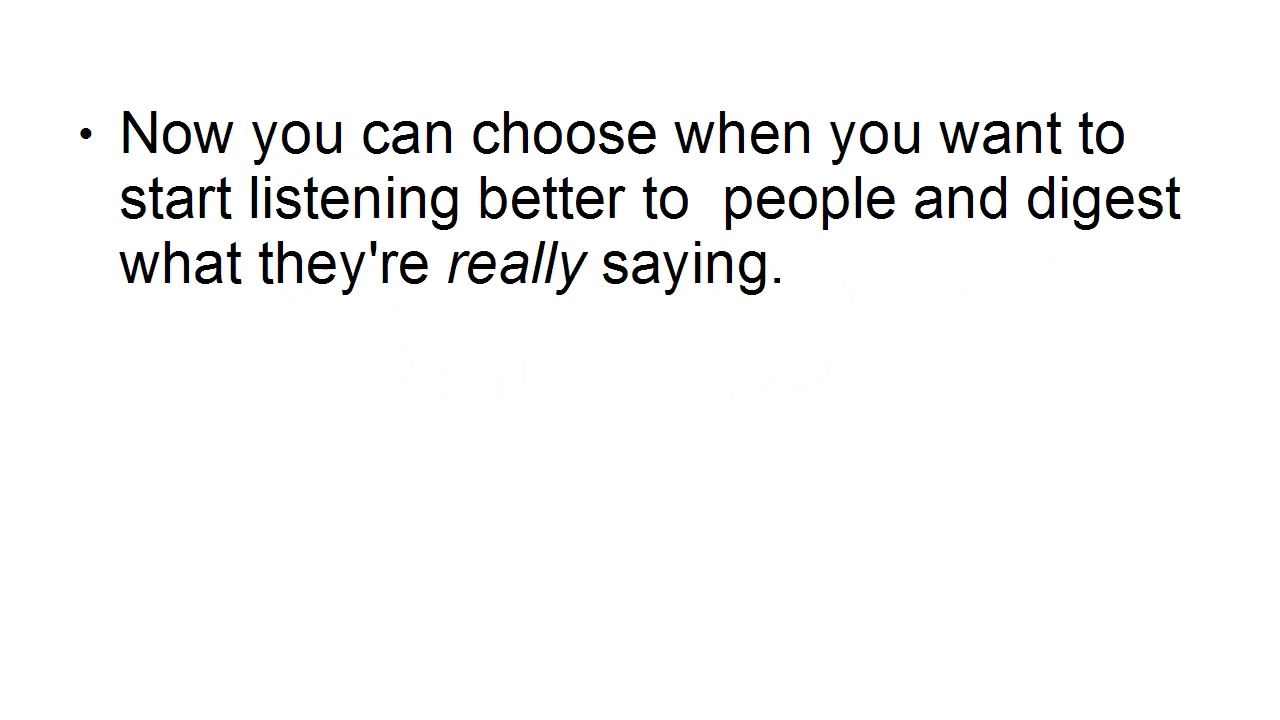 • Now you can choose when you want to
start listening better to  people and digest
what they're really saying.